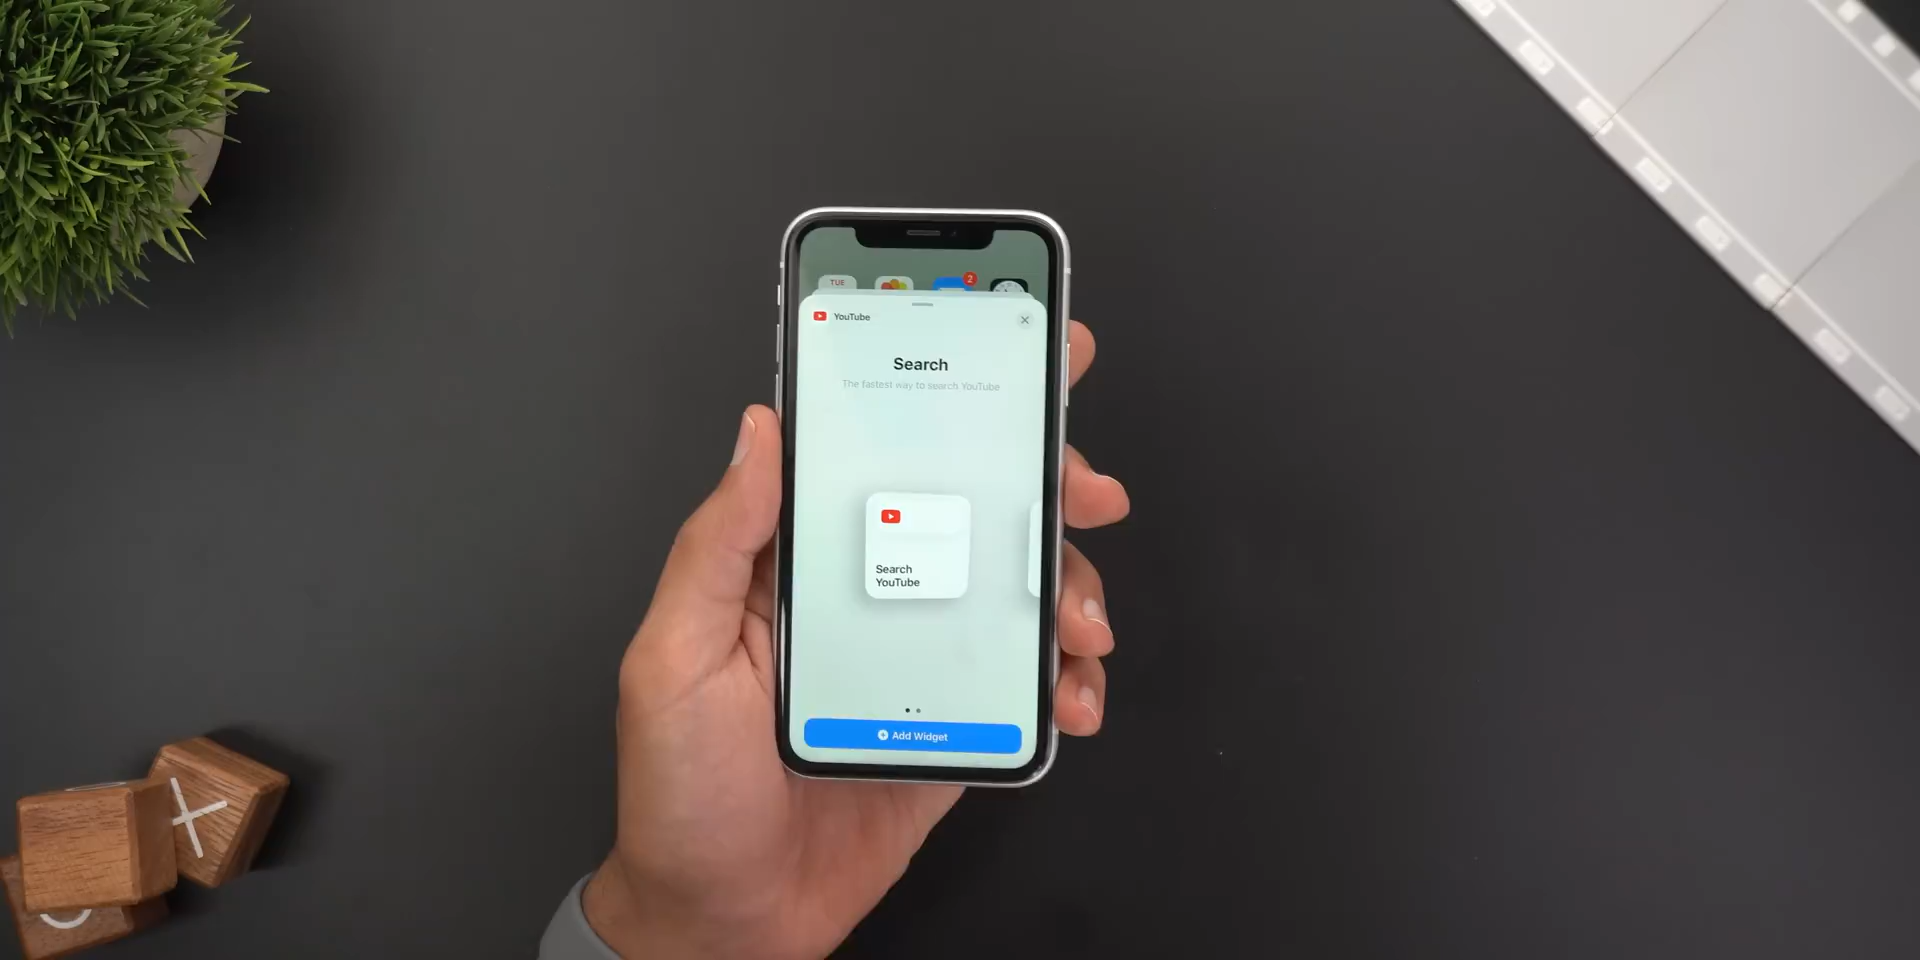 TUE
2
YouTube
Search
The fastest way to search YouTube
Search
YouTube
Add Widget
X